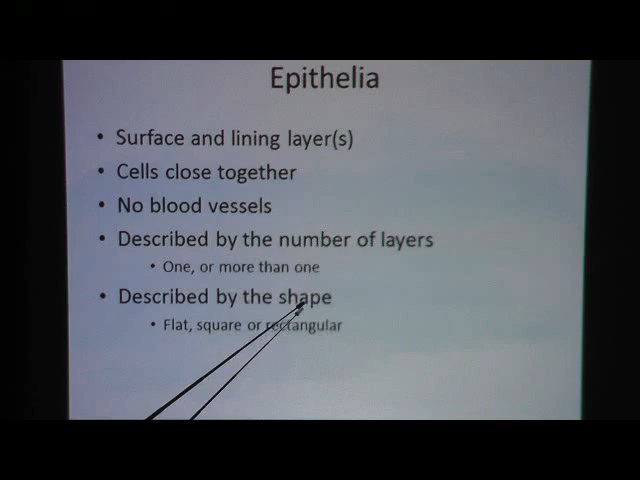 Epithelia
• Surface and lining layer(s)
• Cells close together
• No blood vessels
• Described by the number of layers
• One, or more than one
• Described by the shape
• Flat, square or rectangular